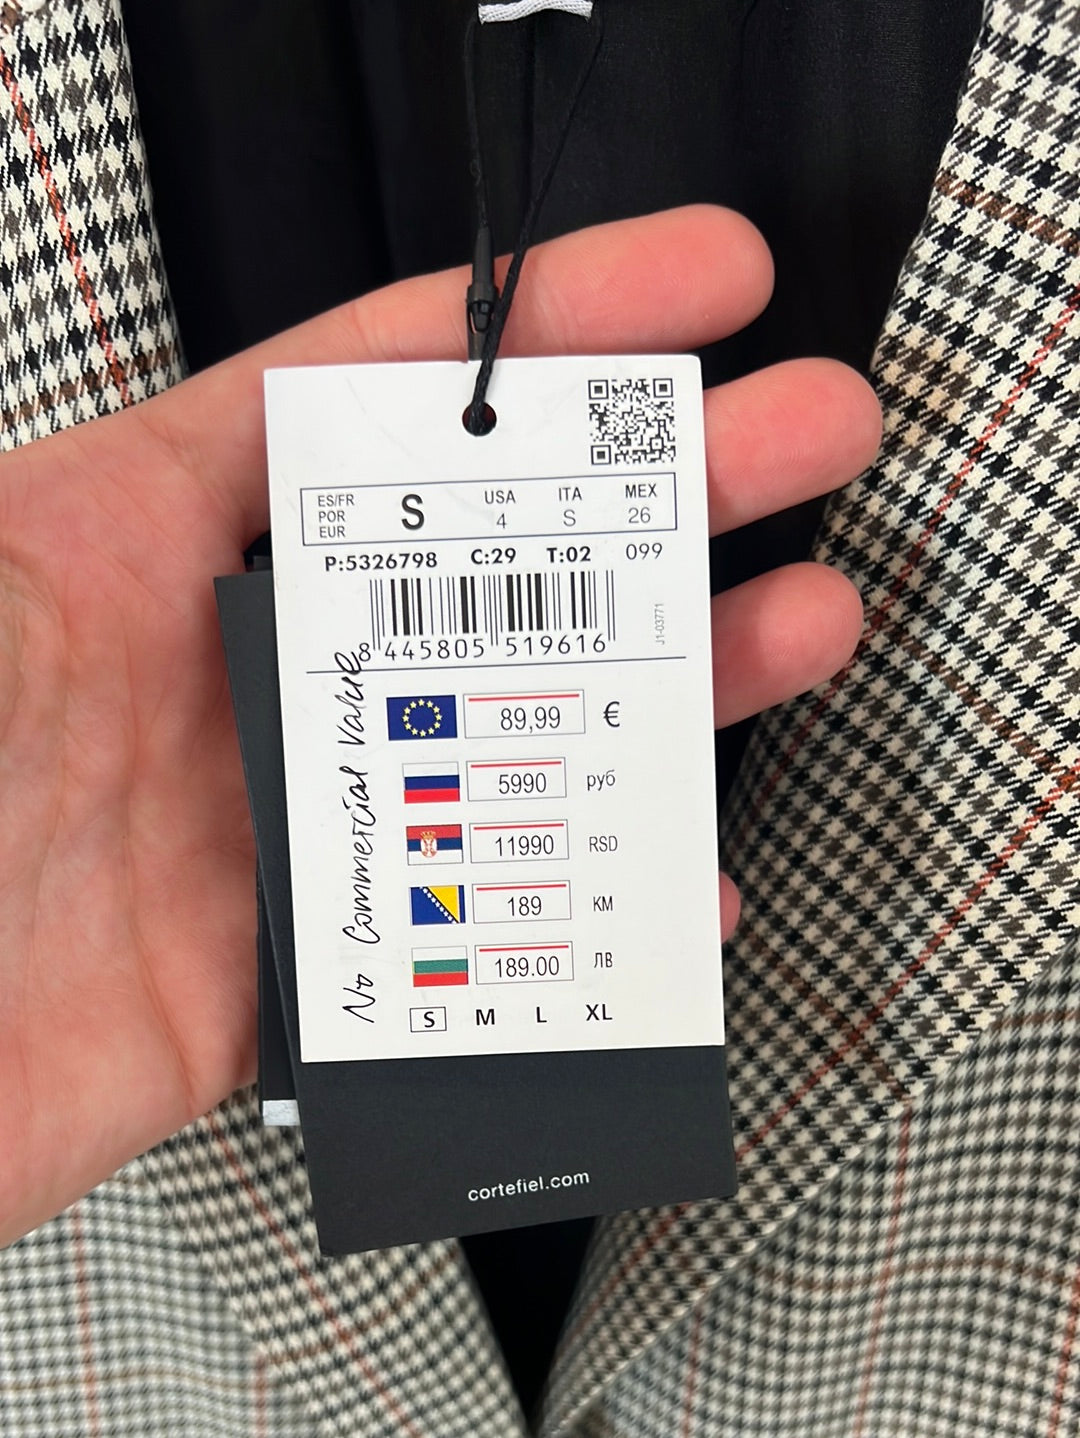 ES/FR
POR
EUR
S
USA
4
ITA
S
MEX
26
P:5326798 C:29 T:02 099
J1-03771
8 445805 519616
No Commercial Value
89,99 €
5990 руб
11990 RSD
189 KM
189.00 ЛВ
S M L XL
cortefiel.com